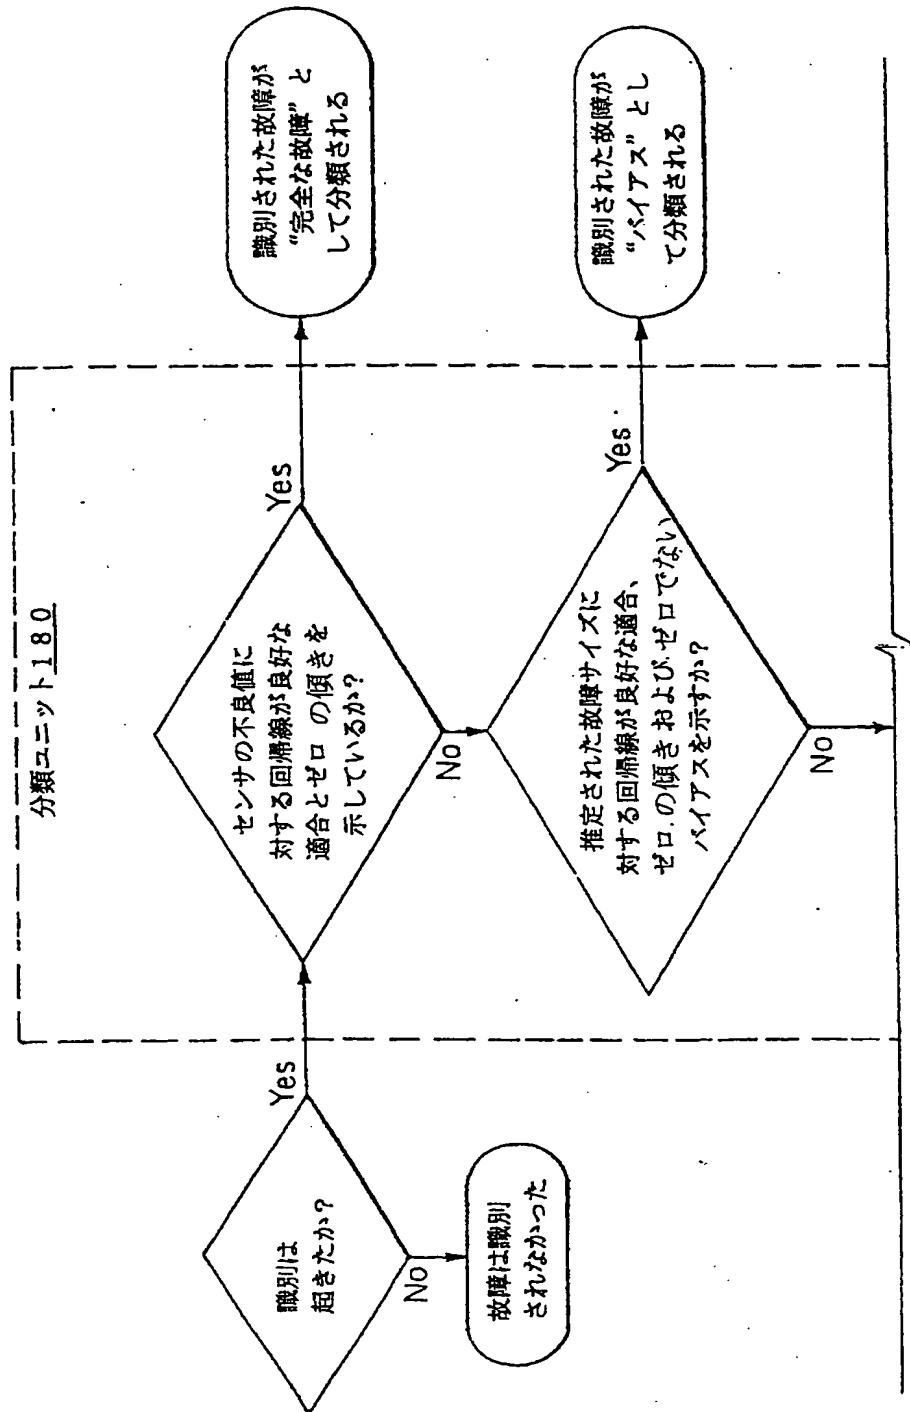 分類ユニット180
識別は
起きたか?
Yes
No
故障は識別
されなかった
センサの不良値に
対する回帰線が良好な
適合とゼロの傾きを
示しているか?
Yes
No
識別された故障が
“完全な故障”と
して分類される
推定された故障サイズに
対する回帰線が良好な適合、
ゼロの傾きおよびゼロでない
バイアスを示すか?
Yes
No
識別された故障が
“バイアス”とし
て分類される